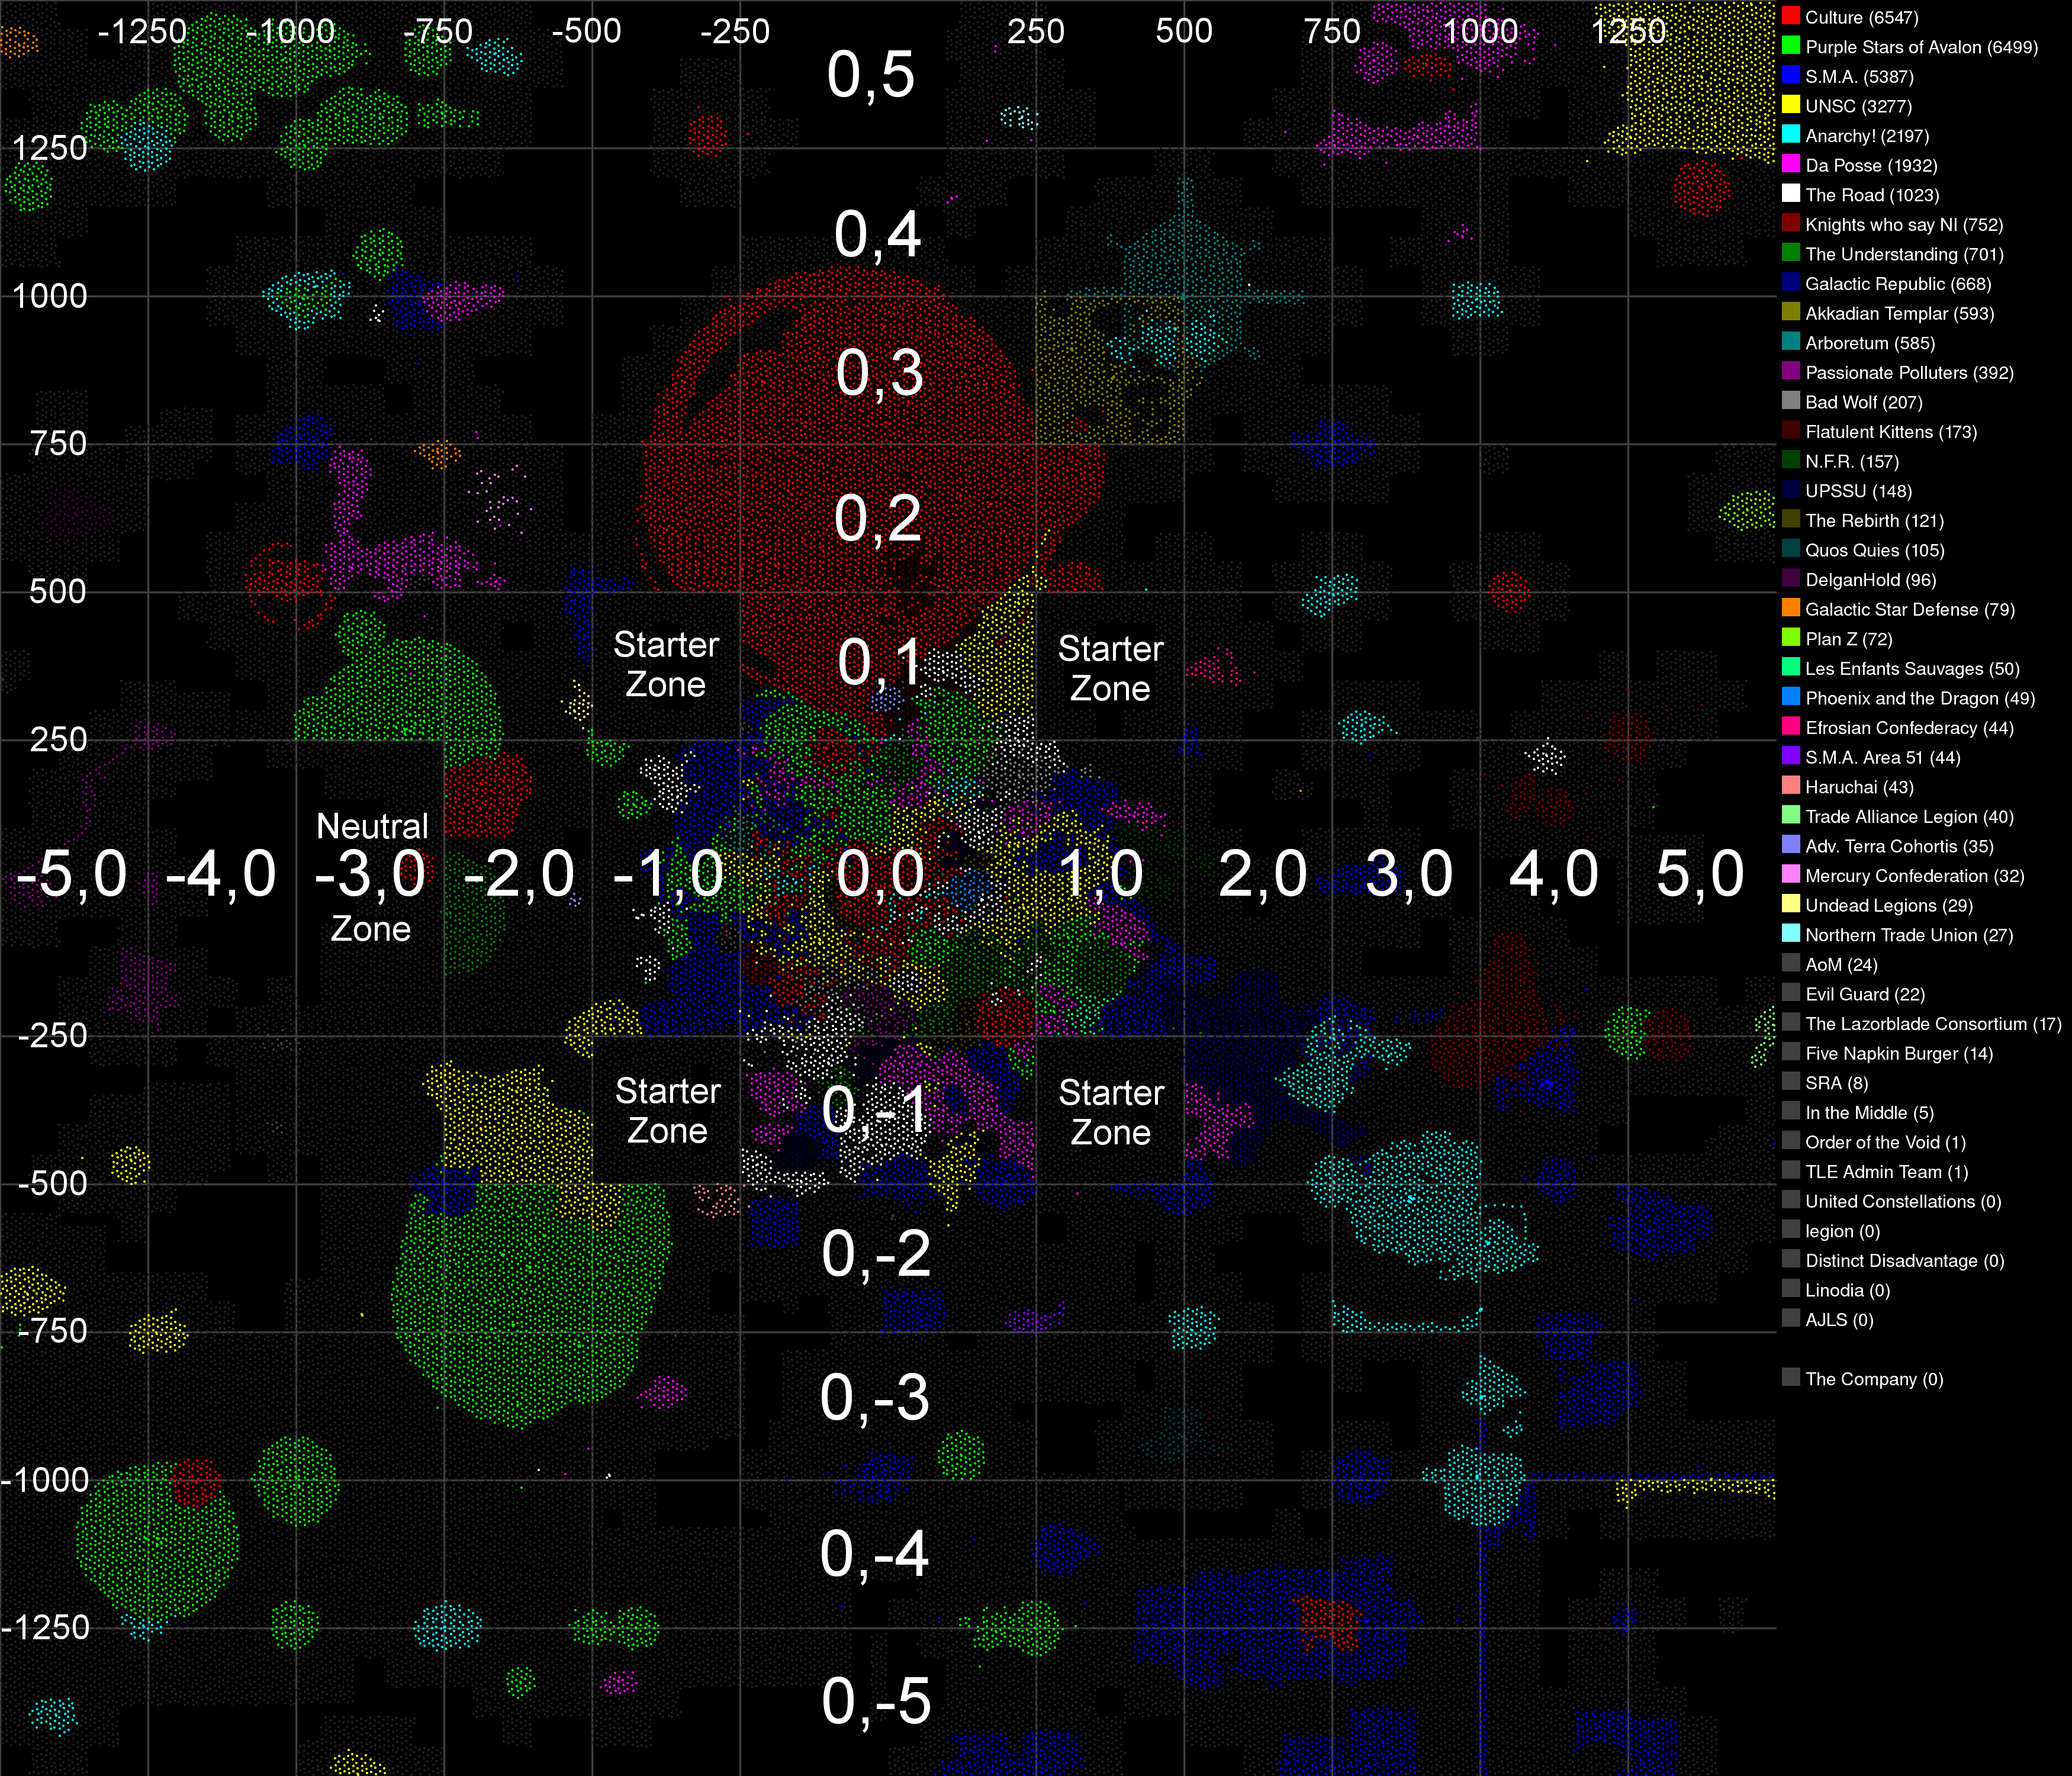 -1250 -1000 -750 -500 -250 250 500 750 1000 1250
0,5
1250
0,4
1000
0,3
750
0,2
500
Starter
Zone
0,1
Starter
Zone
250
Neutral
-5,0 -4,0 -3,0 -2,0 -1,0 0,0 1,0 2,0 3,0 4,0 5,0
Zone
-250
Starter
Zone
0,-1
Starter
Zone
-500
0,-2
-750
0,-3
-1000
0,-4
-1250
0,-5
Culture (6547)
Purple Stars of Avalon (6499)
S.M.A. (5387)
UNSC (3277)
Anarchy! (2197)
Da Posse (1932)
The Road (1023)
Knights who say NI (752)
The Understanding (701)
Galactic Republic (668)
Akkadian Templar (593)
Arboretum (585)
Passionate Polluters (392)
Bad Wolf (207)
Flatulent Kittens (173)
N.F.R. (157)
UPSSU (148)
The Rebirth (121)
Quos Quies (105)
DelganHold (96)
Galactic Star Defense (79)
Plan Z (72)
Les Enfants Sauvages (50)
Phoenix and the Dragon (49)
Efrosian Confederacy (44)
S.M.A. Area 51 (44)
Haruchai (43)
Trade Alliance Legion (40)
Adv. Terra Cohortis (35)
Mercury Confederation (32)
Undead Legions (29)
Northern Trade Union (27)
AoM (24)
Evil Guard (22)
The Lazorblade Consortium (17)
Five Napkin Burger (14)
SRA (8)
In the Middle (5)
Order of the Void (1)
TLE Admin Team (1)
United Constellations (0)
legion (0)
Distinct Disadvantage (0)
Linodia (0)
AJLS (0)
The Company (0)